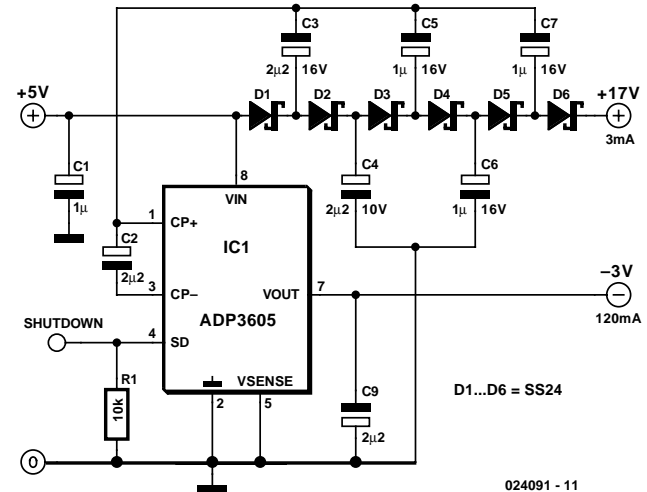 C3
C5
C7
2µ2 16V
1µ 16V
1µ 16V
+5V
D1
D2
D3
D4
D5
D6
+17V
3mA
C1
1µ
8
VIN
C4
2µ2 10V
C6
1µ 16V
1
CP+
C2
2µ2
IC1
3
CP–
VOUT
7
–3V
120mA
ADP3605
SHUTDOWN
4
SD
R1
10k
VSENSE
2
5
C9
2µ2
D1...D6 = SS24
0
024091 - 11